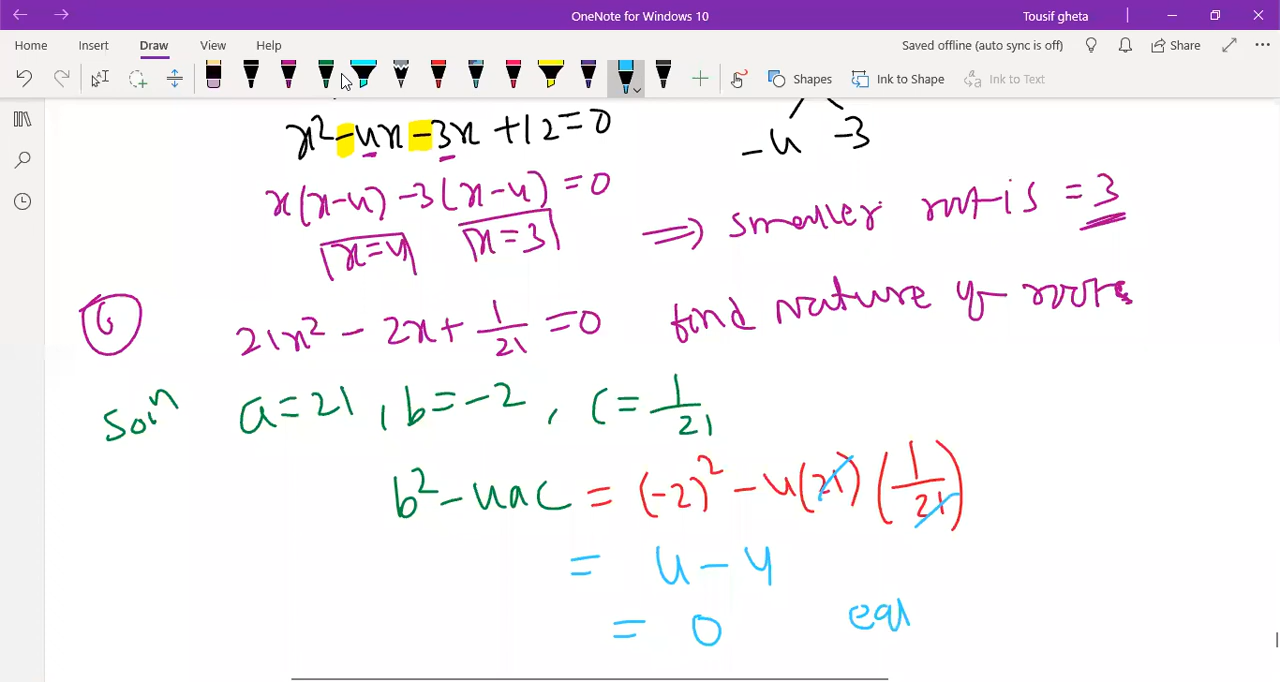 OneNote for Windows 10
Tousif gheta
Home Insert Draw View Help
Saved offline (auto sync is off) Share
Shapes Ink to Shape Ink to Text
x² - 4x - 3x + 12 = 0
-4 -3
x(x-4) -3(x-4) = 0
x=4 x=3 ⇒ smaller root is = 3
6
21x² - 2x + 1/21 = 0 find nature of roots
Soln a = 21, b = -2, c = 1/21
b² - 4ac = (-2)² - 4(21)(1/21)
= 4 - 4
= 0 eql